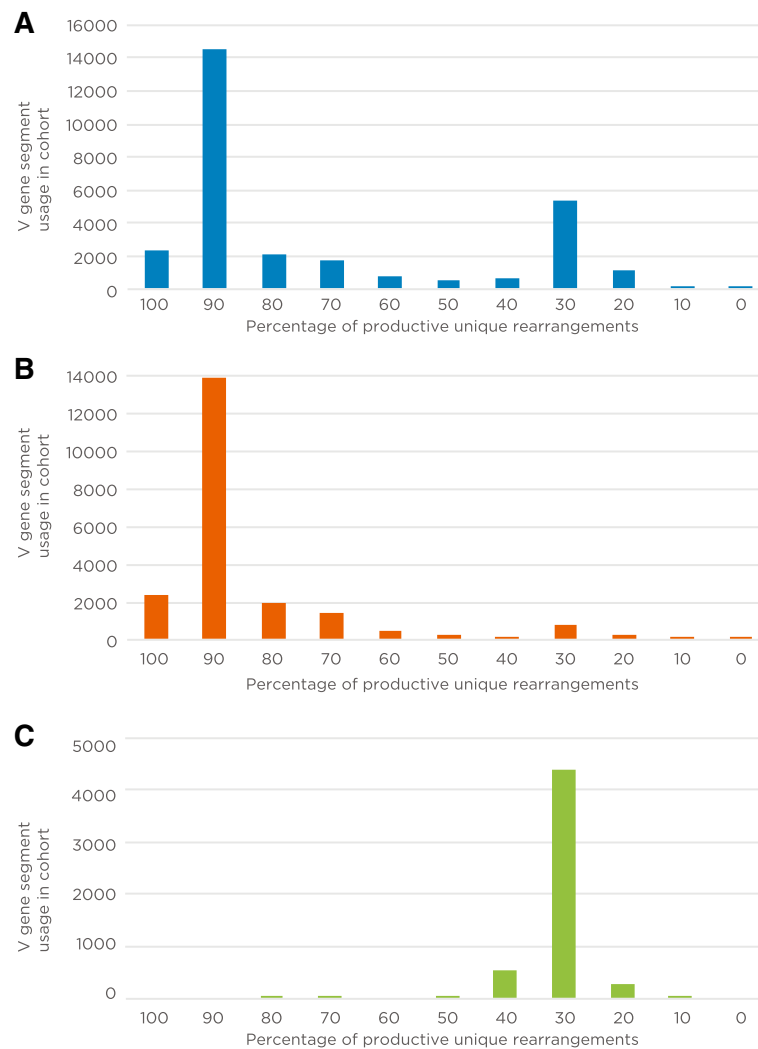 A
V gene segment
usage in cohort
16000
14000
12000
10000
8000
6000
4000
2000
0
100 90 80 70 60 50 40 30 20 10 0
Percentage of productive unique rearrangements
B
V gene segment
usage in cohort
14000
12000
10000
8000
6000
4000
2000
0
100 90 80 70 60 50 40 30 20 10 0
Percentage of productive unique rearrangements
C
V gene segment
usage in cohort
5000
4000
3000
2000
1000
0
100 90 80 70 60 50 40 30 20 10 0
Percentage of productive unique rearrangements